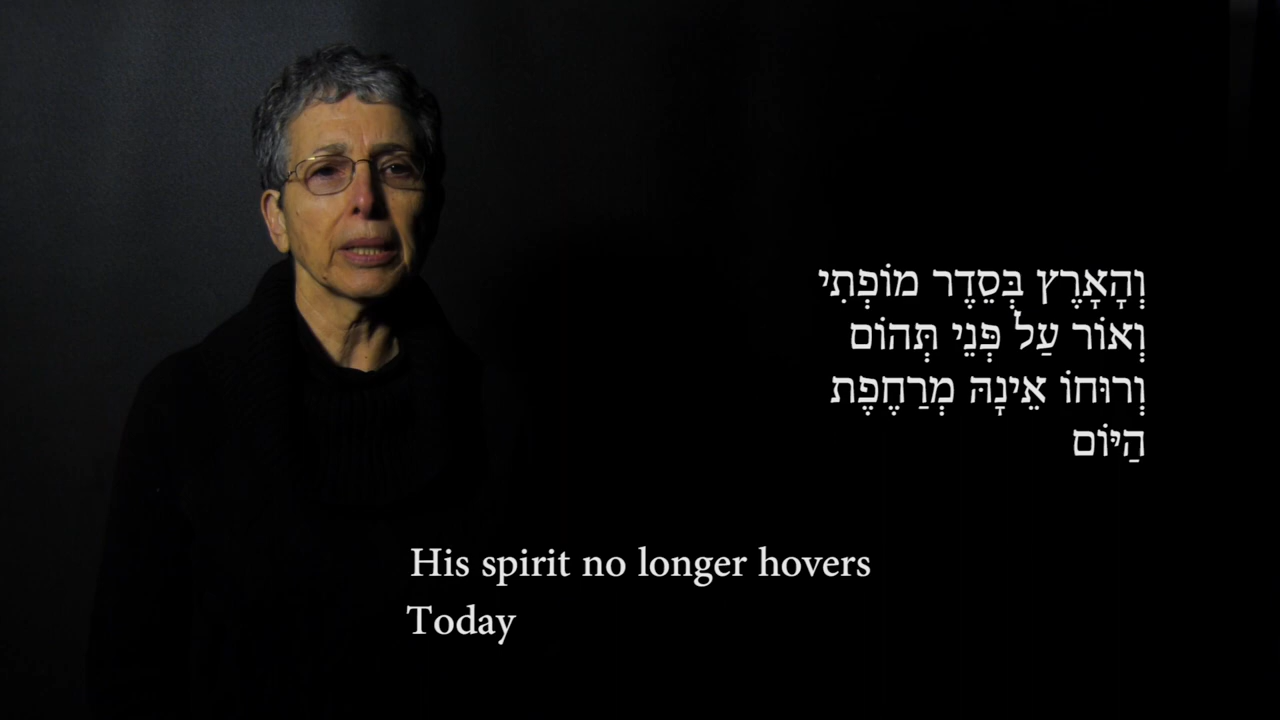 וְהָאָרֶץ בְּסֵדֶר מוֹפְתִי
וְאוֹר עַל פְּנֵי תְּהוֹם
וְרוּחוֹ אֵינָהּ מְרַחֶפֶת
הַיּוֹם
His spirit no longer hovers
Today